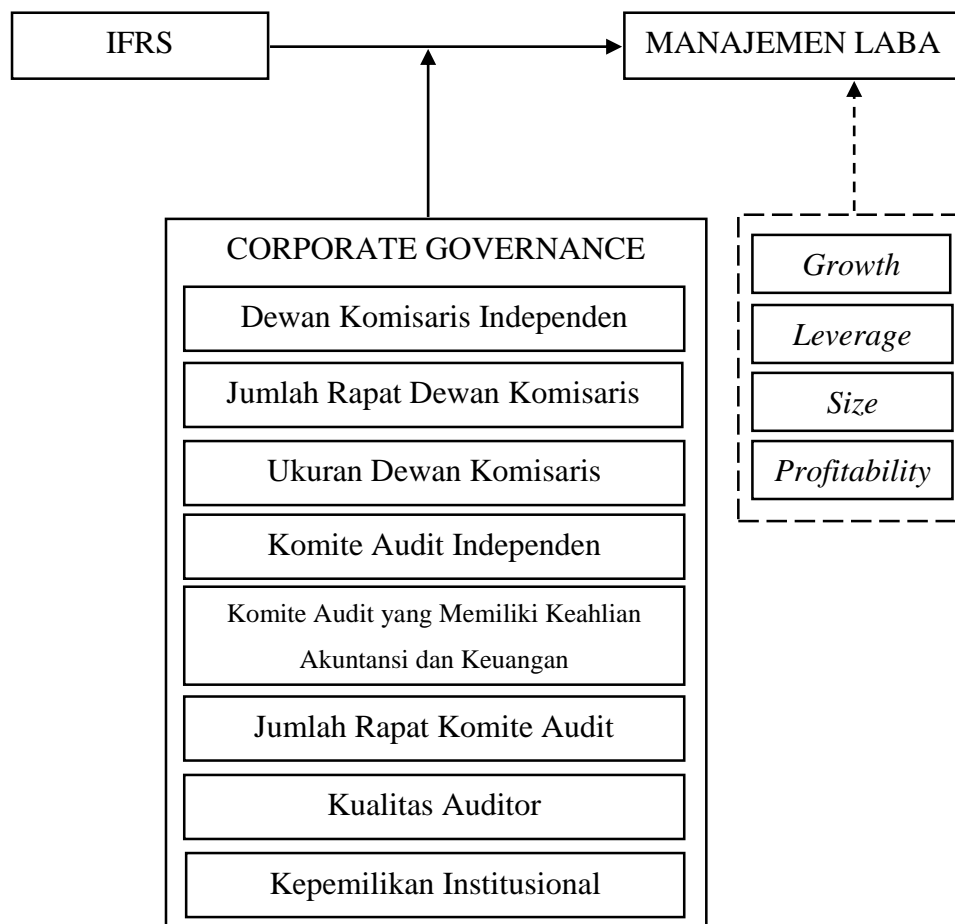 IFRS
MANAJEMEN LABA
CORPORATE GOVERNANCE
Dewan Komisaris Independen
Jumlah Rapat Dewan Komisaris
Ukuran Dewan Komisaris
Komite Audit Independen
Komite Audit yang Memiliki Keahlian
Akuntansi dan Keuangan
Jumlah Rapat Komite Audit
Kualitas Auditor
Kepemilikan Institusional
Growth
Leverage
Size
Profitability